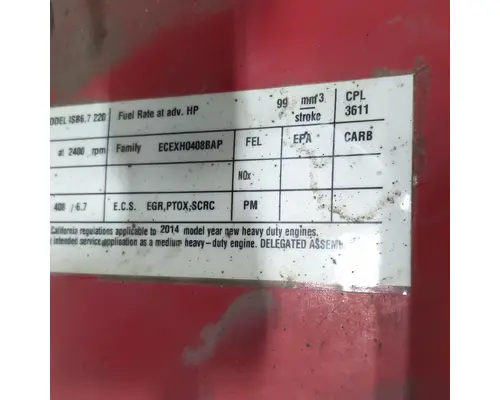 ODEL ISB6.7 220 Fuel Rate at adv. HP 99 mm3 stroke CPL 3611
at 2400 rpm Family ECEXH0408BAP FEL EPA CARB
NOx
408 / 6.7 E.C.S. EGR,PTOX,SCRC PM
California regulations applicable to 2014 model year new heavy duty engines.
intended service application as a medium heavy-duty engine. DELEGATED ASSEM